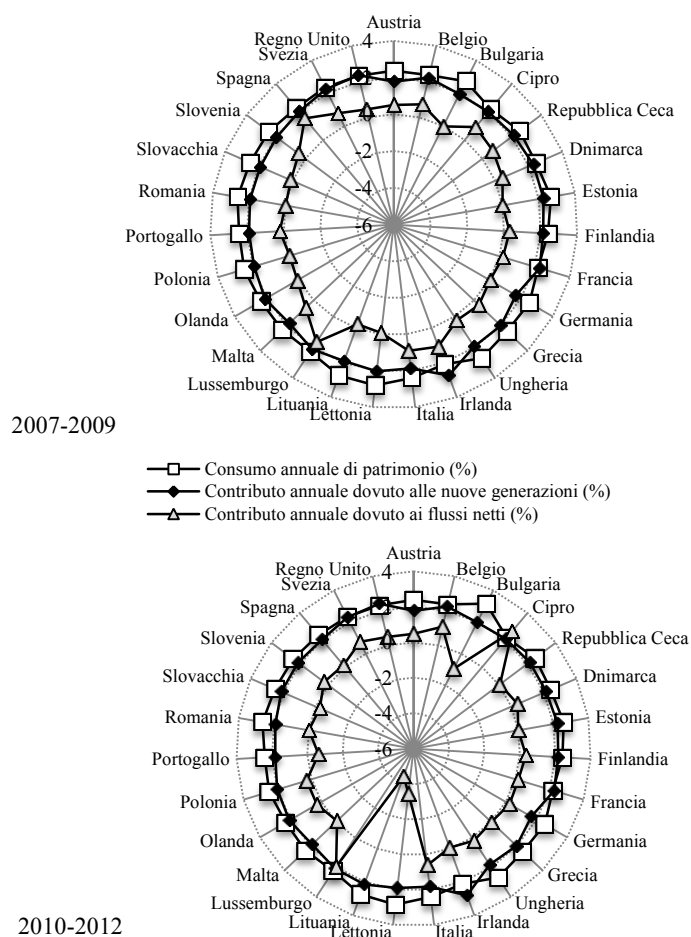 Austria
Belgio
Bulgaria
Cipro
Repubblica Ceca
Dnimarca
Estonia
Finlandia
Francia
Germania
Grecia
Ungheria
Irlanda
Italia
Lettonia
Lituania
Lussemburgo
Malta
Olanda
Polonia
Portogallo
Romania
Slovacchia
Slovenia
Spagna
Svezia
Regno Unito
4
-2
-4
-6
2007-2009
Consumo annuale di patrimonio (%)
Contributo annuale dovuto alle nuove generazioni (%)
Contributo annuale dovuto ai flussi netti (%)
Austria
Belgio
Bulgaria
Cipro
Repubblica Ceca
Dnimarca
Estonia
Finlandia
Francia
Germania
Grecia
Ungheria
Irlanda
Italia
Lettonia
Lituania
Lussemburgo
Malta
Olanda
Polonia
Portogallo
Romania
Slovacchia
Slovenia
Spagna
Svezia
Regno Unito
4
-2
-4
-6
2010-2012